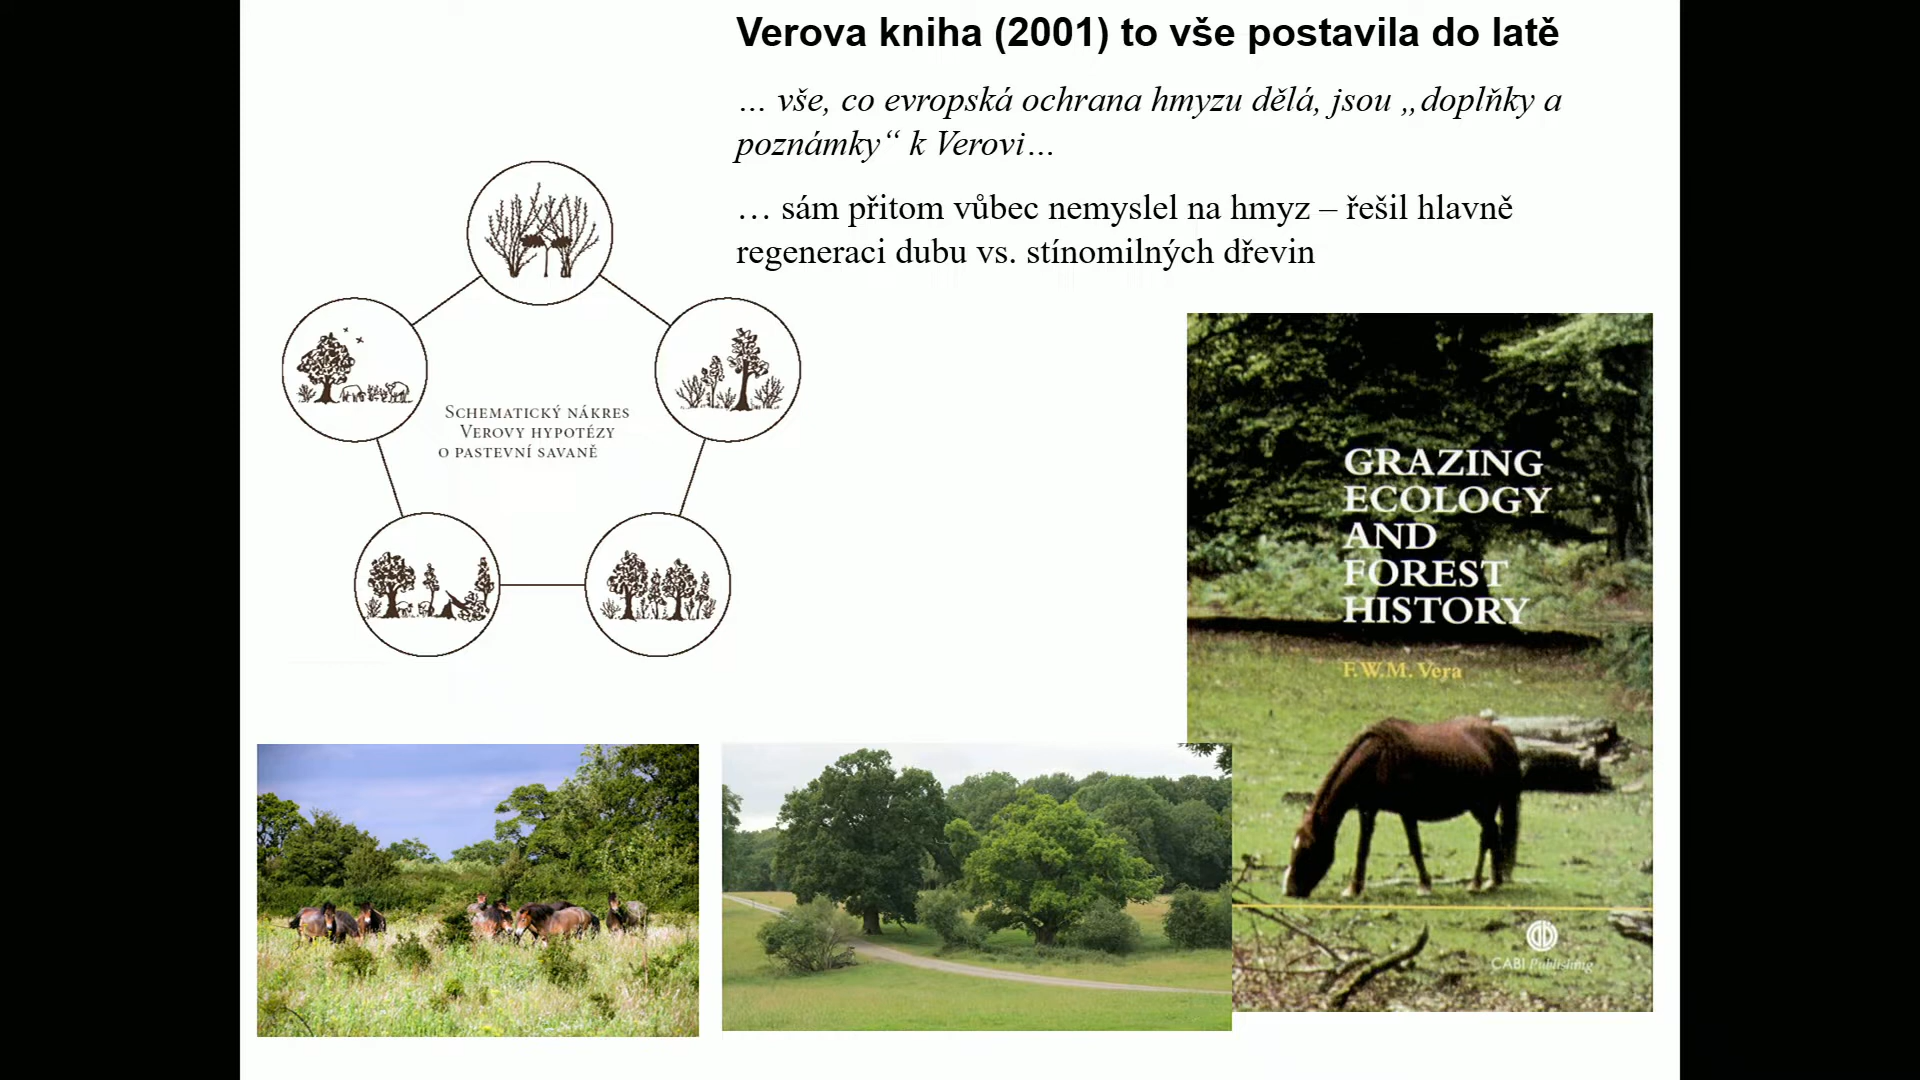 Verova kniha (2001) to vše postavila do latě
… vše, co evropská ochrana hmyzu dělá, jsou „doplňky a
poznámky“ k Verovi…
… sám přitom vůbec nemyslel na hmyz – řešil hlavně
regeneraci dubu vs. stínomilných dřevin
SCHEMATICKÝ NÁKRES
VEROVY HYPOTÉZY
O PASTEVNÍ SAVANĚ
GRAZING
ECOLOGY
AND
FOREST
HISTORY
F.W.M. Vera
CABI Publishing